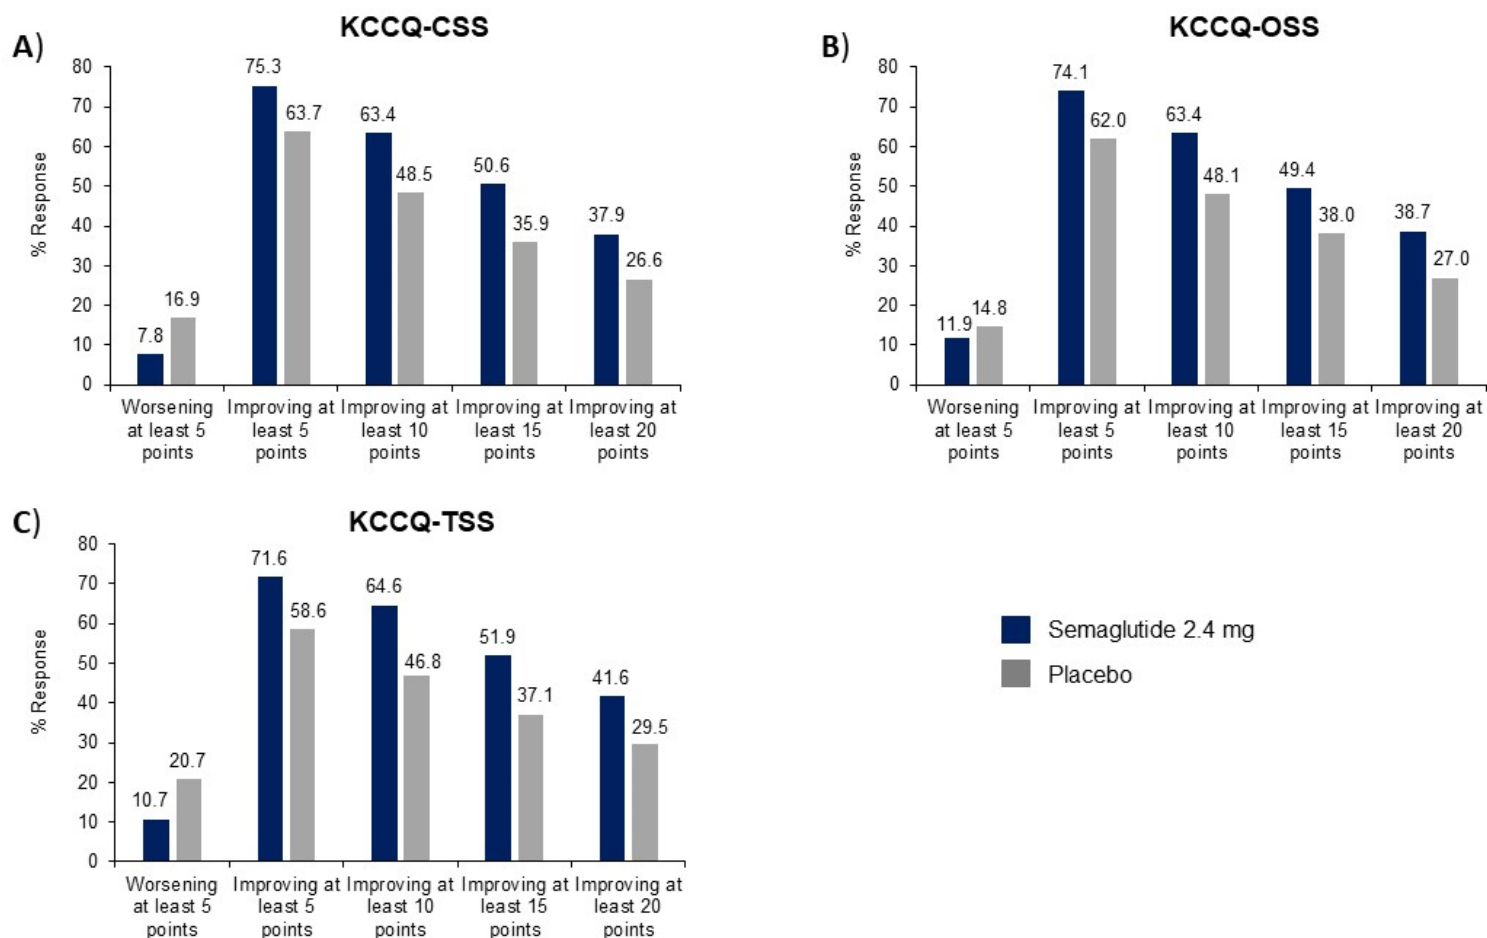 A)
KCCQ-CSS
% Response
80
70
60
50
40
30
20
10
0
7.8
16.9
75.3
63.7
63.4
48.5
50.6
35.9
37.9
26.6
Worsening
at least 5
points
Improving at
least 5
points
Improving at
least 10
points
Improving at
least 15
points
Improving at
least 20
points
B)
KCCQ-OSS
% Response
80
70
60
50
40
30
20
10
0
11.9
14.8
74.1
62.0
63.4
48.1
49.4
38.0
38.7
27.0
Worsening
at least 5
points
Improving at
least 5
points
Improving at
least 10
points
Improving at
least 15
points
Improving at
least 20
points
C)
KCCQ-TSS
% Response
80
70
60
50
40
30
20
10
0
10.7
20.7
71.6
58.6
64.6
46.8
51.9
37.1
41.6
29.5
Worsening
at least 5
points
Improving at
least 5
points
Improving at
least 10
points
Improving at
least 15
points
Improving at
least 20
points
Semaglutide 2.4 mg
Placebo